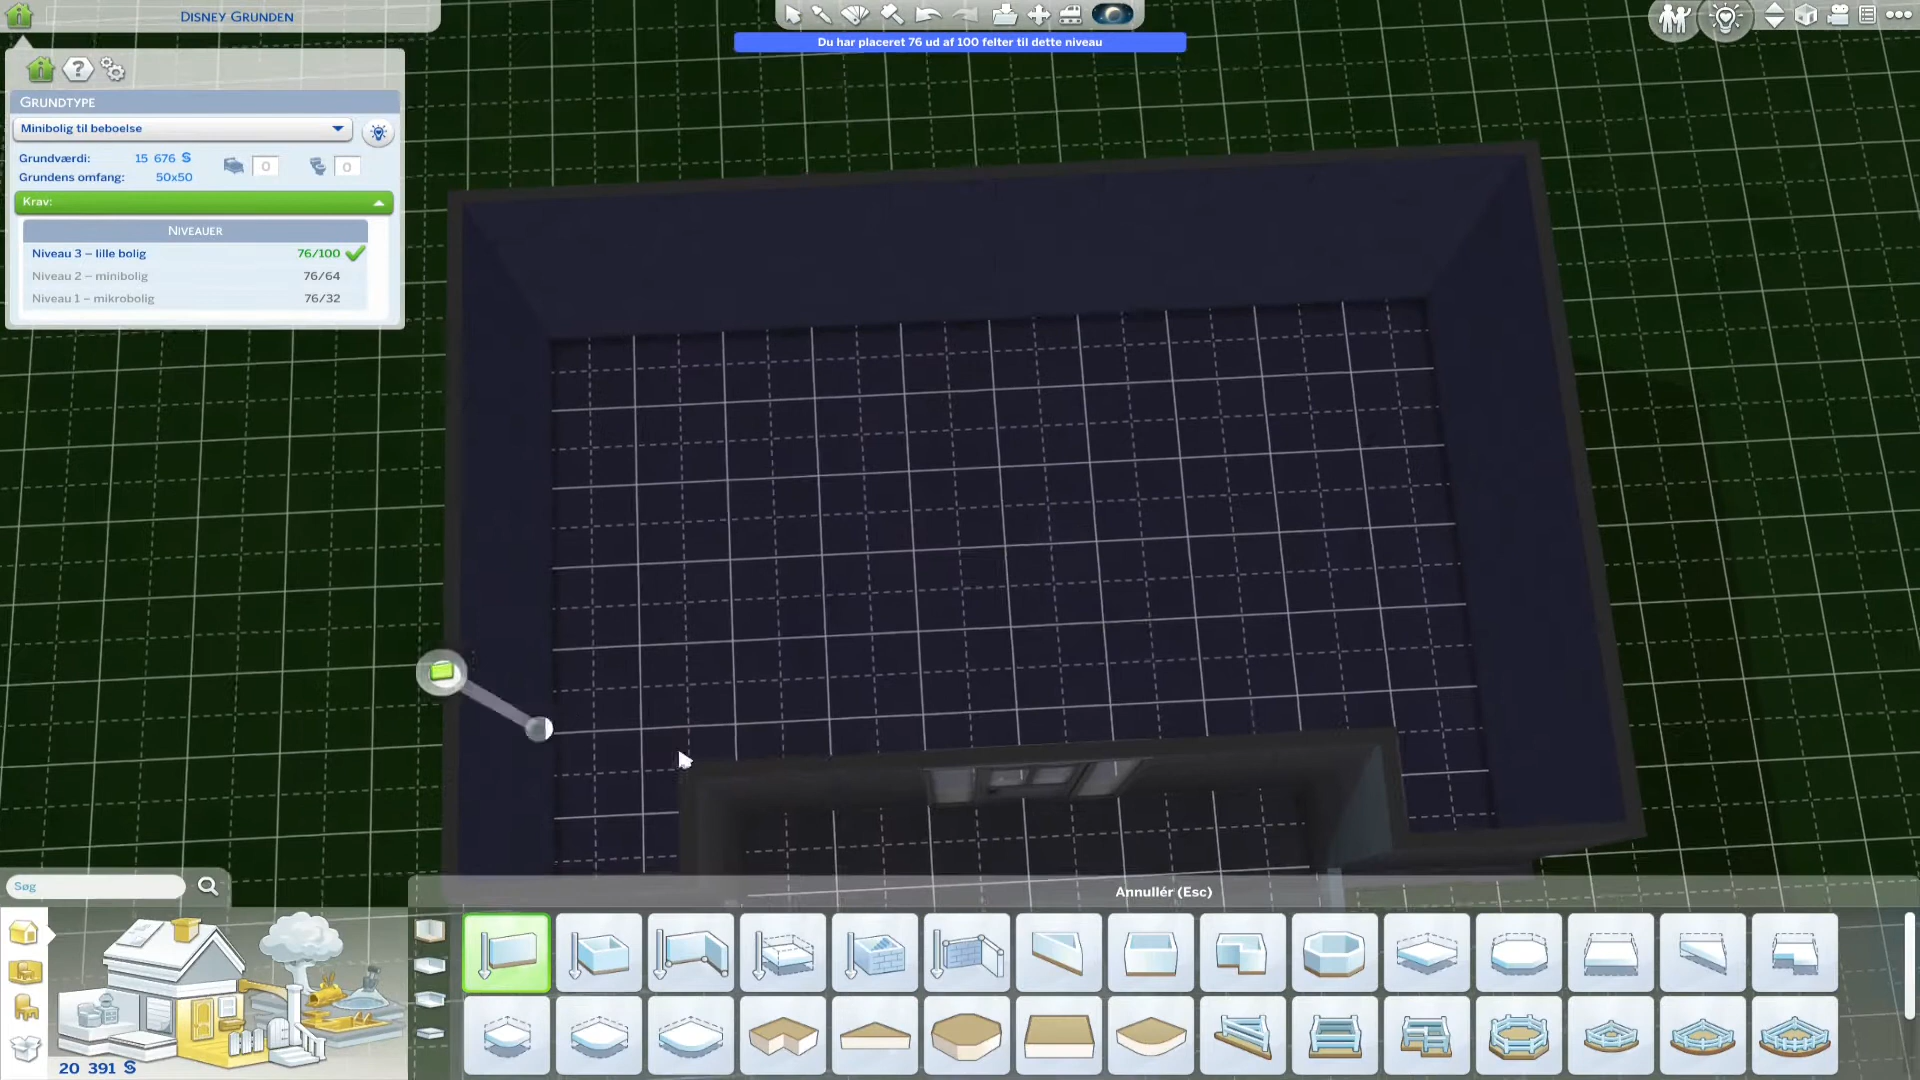 Disney Grunden
Du har placeret 76 ud af 100 felter til dette niveau
?
Grundtype
Minibolig til beboelse
Grundværdi: 15 676 $
0
0
Grundens omfang: 50x50
Krav:
Niveauer
Niveau 3 – lille bolig 76/100
Niveau 2 – minibolig 76/64
Niveau 1 – mikrobolig 76/32
Søg
Annullér (Esc)
20 391 $